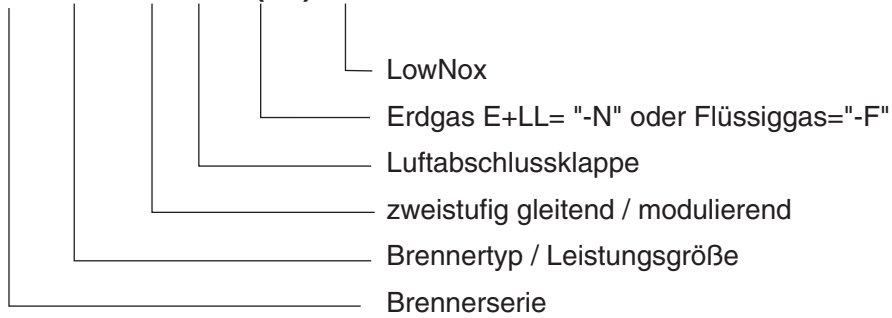 LowNox
Erdgas E+LL= "-N" oder Flüssiggas="-F"
Luftabschlussklappe
zweistufig gleitend / modulierend
Brennertyp / Leistungsgröße
Brennerserie